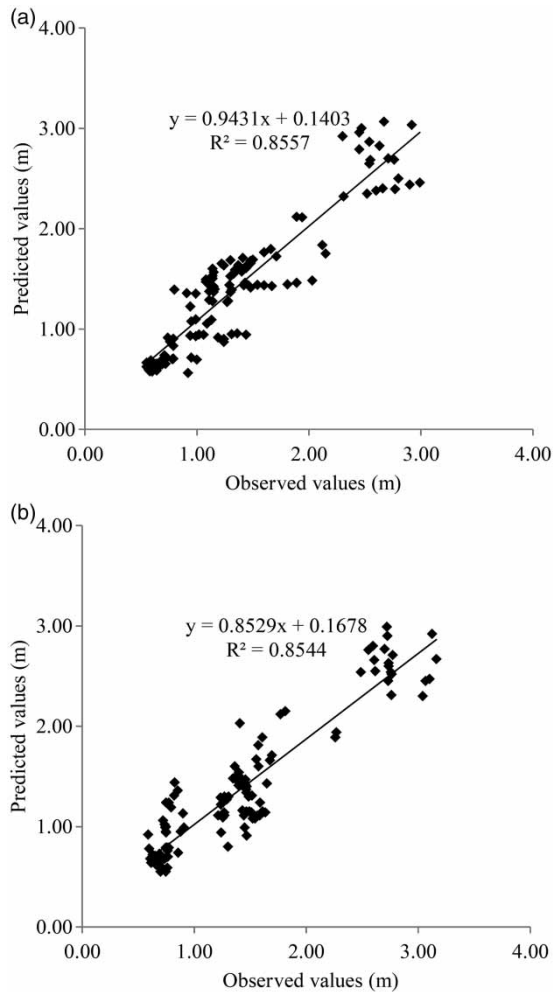 (a)
4.00
3.00
2.00
1.00
0.00
Predicted values (m)
y = 0.9431x + 0.1403
R² = 0.8557
0.00 1.00 2.00 3.00 4.00
Observed values (m)
(b)
4.00
3.00
2.00
1.00
0.00
Predicted values (m)
y = 0.8529x + 0.1678
R² = 0.8544
0.00 1.00 2.00 3.00 4.00
Observed values (m)